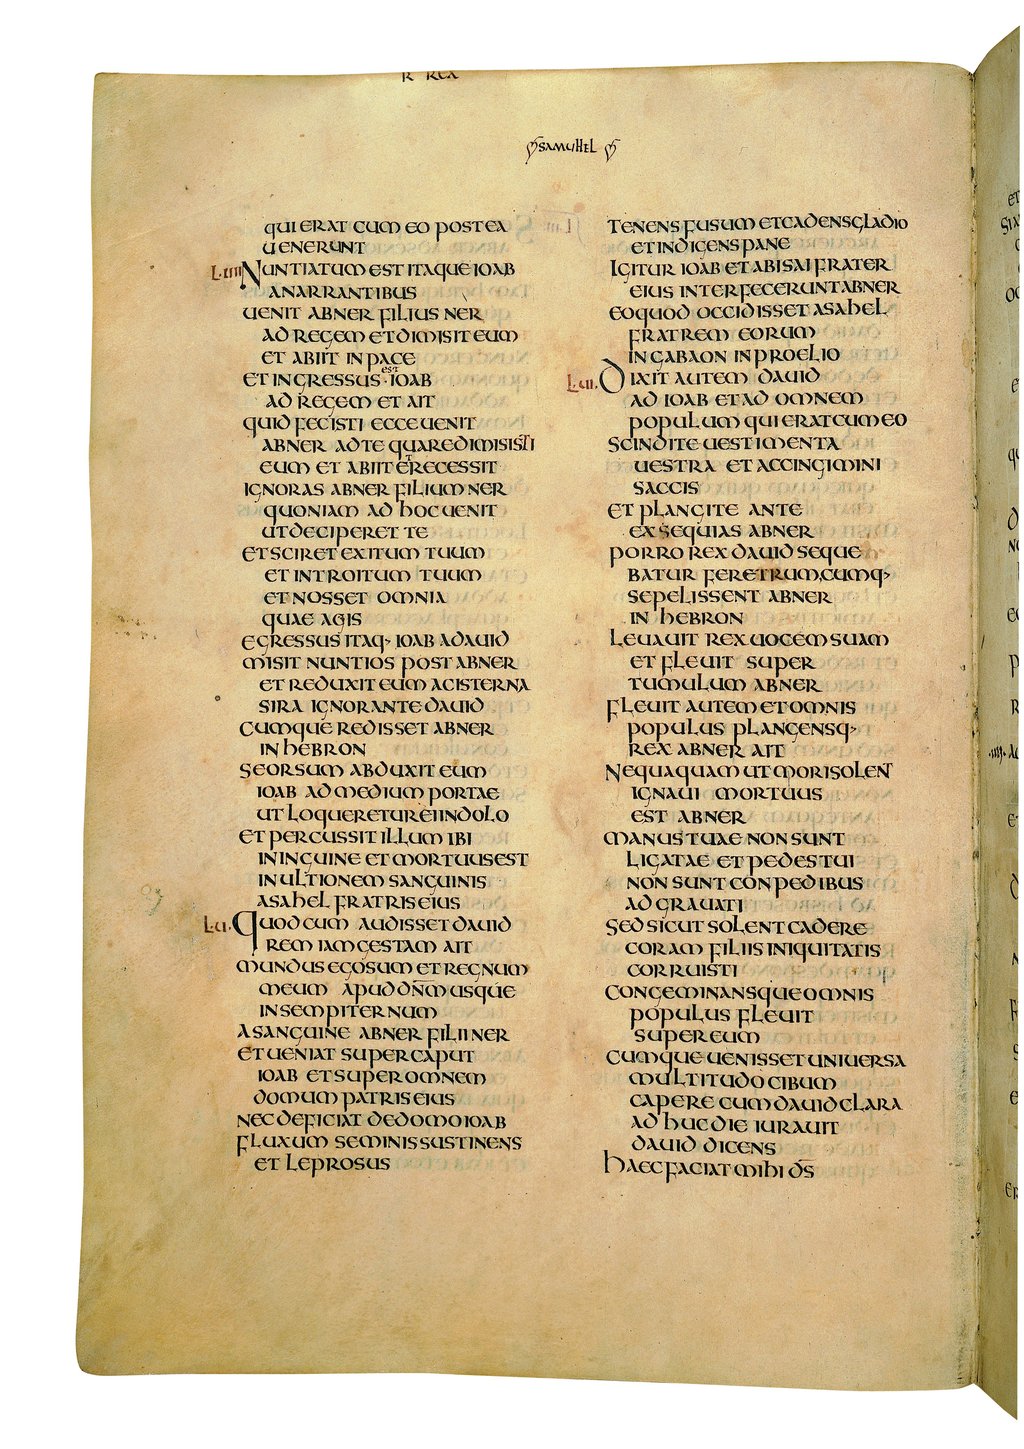 R REX
SAMUHEL
QUI ERAT CUM EO POSTEA
UENERUNT
L.IIII NUNTIATUM EST ITAQUE IOAB
A NARRANTIBUS
UENIT ABNER FILIUS NER
AD REGEM ET DIMISIT EUM
ET ABIIT IN PACE
ET INGRESSUS EST IOAB
AD REGEM ET AIT
QUID FECISTI ECCE UENIT
ABNER AD TE QUARE DIMISISTI
EUM ET ABIIT ET RECESSIT
IGNORAS ABNER FILIUM NER
QUONIAM AD HOC UENIT
UT DECIPERET TE
ET SCIRET EXITUM TUUM
ET INTROITUM TUUM
ET NOSSET OMNIA
QUAE AGIS
EGRESSUS ITAQ· IOAB A DAUID
MISIT NUNTIOS POST ABNER
ET REDUXIT EUM A CISTERNA
SIRA IGNORANTE DAUID
CUMQUE REDISSET ABNER
IN HEBRON
SEORSUM ABDUXIT EUM
IOAB AD MEDIUM PORTAE
UT LOQUERETUR EI IN DOLO
ET PERCUSSIT ILLUM IBI
IN INGUINE ET MORTUUS EST
IN ULTIONEM SANGUINIS
ASAHEL FRATRIS EIUS
L.UI. QUOD CUM AUDISSET DAUID
REM IAM GESTAM AIT
MUNDUS EGO SUM ET REGNUM
MEUM APUD DN̄M USQUE
IN SEMPITERNUM
A SANGUINE ABNER FILII NER
ET UENIAT SUPER CAPUT
IOAB ET SUPER OMNEM
DOMUM PATRIS EIUS
NEC DEFICIAT DE DOMO IOAB
FLUXUM SEMINIS SUSTINENS
ET LEPROSUS
TENENS FUSUM ET CADENS GLADIO
ET INDIGENS PANE
IGITUR IOAB ET ABISAI FRATER
EIUS INTERFECERUNT ABNER
EO QUOD OCCIDISSET ASAHEL
FRATREM EORUM
IN GABAON IN PROELIO
L.UII. DIXIT AUTEM DAUID
AD IOAB ET AD OMNEM
POPULUM QUI ERAT CUM EO
SCINDITE UESTIMENTA
UESTRA ET ACCINGIMINI
SACCIS
ET PLANGITE ANTE
EXSEQUIAS ABNER
PORRO REX DAUID SEQUE
BATUR FERETRUM CUMQ·
SEPELISSENT ABNER
IN HEBRON
LEUAUIT REX UOCEM SUAM
ET FLEUIT SUPER
TUMULUM ABNER
FLEUIT AUTEM ET OMNIS
POPULUS PLANGENSQ·
REX ABNER AIT
NEQUAQUAM UT MORI SOLENT
IGNAUI MORTUUS
EST ABNER
MANUS TUAE NON SUNT
LIGATAE ET PEDES TUI
NON SUNT CONPEDIBUS
ADGRAUATI
SED SICUT SOLENT CADERE
CORAM FILIIS INIQUITATIS
CORRUISTI
CONGEMINANSQUE OMNIS
POPULUS FLEUIT
SUPER EUM
CUMQUE UENISSET UNIUERSA
MULTITUDO CIBUM
CAPERE CUM DAUID CLARA
ADHUC DIE IURAUIT
DAUID DICENS
HAEC FACIAT MIHI D̄S